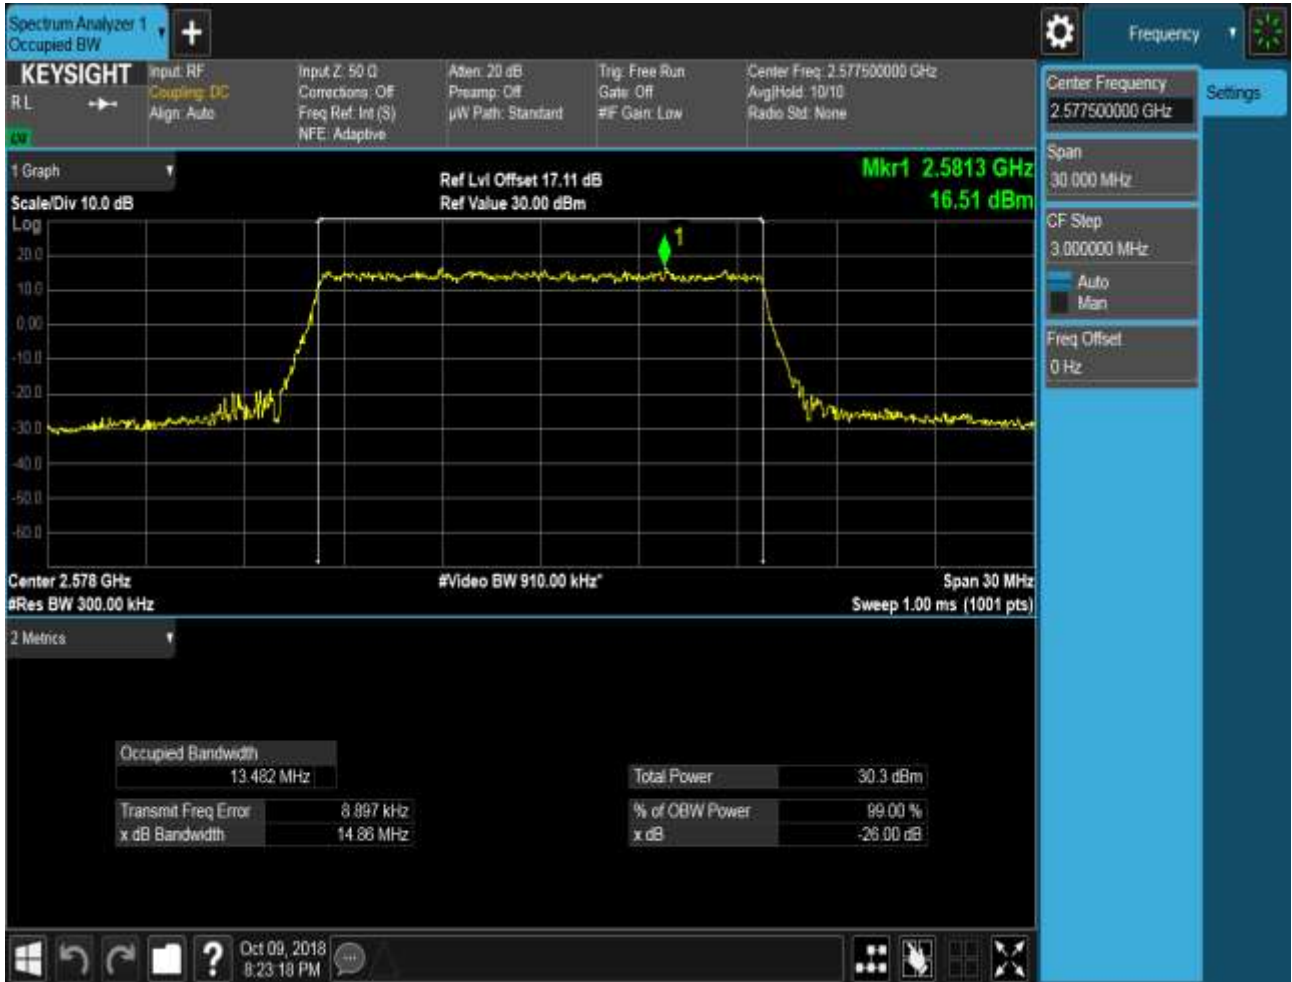 Spectrum Analyzer 1
Occupied BW
Frequency
KEYSIGHT
RL
Input: RF
Coupling: DC
Align: Auto
Input Z: 50 Ω
Corrections: Off
Freq Ref: Int (S)
NFE: Adaptive
Atten: 20 dB
Preamp: Off
µW Path: Standard
Trig: Free Run
Gate: Off
#IF Gain: Low
Center Freq: 2.577500000 GHz
Avg|Hold: 10/10
Radio Std: None
Center Frequency
2.577500000 GHz
Settings
Span
30.000 MHz
CF Step
3.000000 MHz
Auto
Man
Freq Offset
0 Hz
1 Graph
Scale/Div 10.0 dB
Ref Lvl Offset 17.11 dB
Ref Value 30.00 dBm
Mkr1 2.5813 GHz
16.51 dBm
Log
1
20.0
10.0
0.00
-10.0
-20.0
-30.0
-40.0
-50.0
-60.0
Center 2.578 GHz
#Video BW 910.00 kHz*
Span 30 MHz
#Res BW 300.00 kHz
Sweep 1.00 ms (1001 pts)
2 Metrics
Occupied Bandwidth
13.482 MHz
Total Power 30.3 dBm
Transmit Freq Error 8.897 kHz
% of OBW Power 99.00 %
x dB Bandwidth 14.86 MHz
x dB -26.00 dB
?
Oct 09, 2018
8:23:18 PM